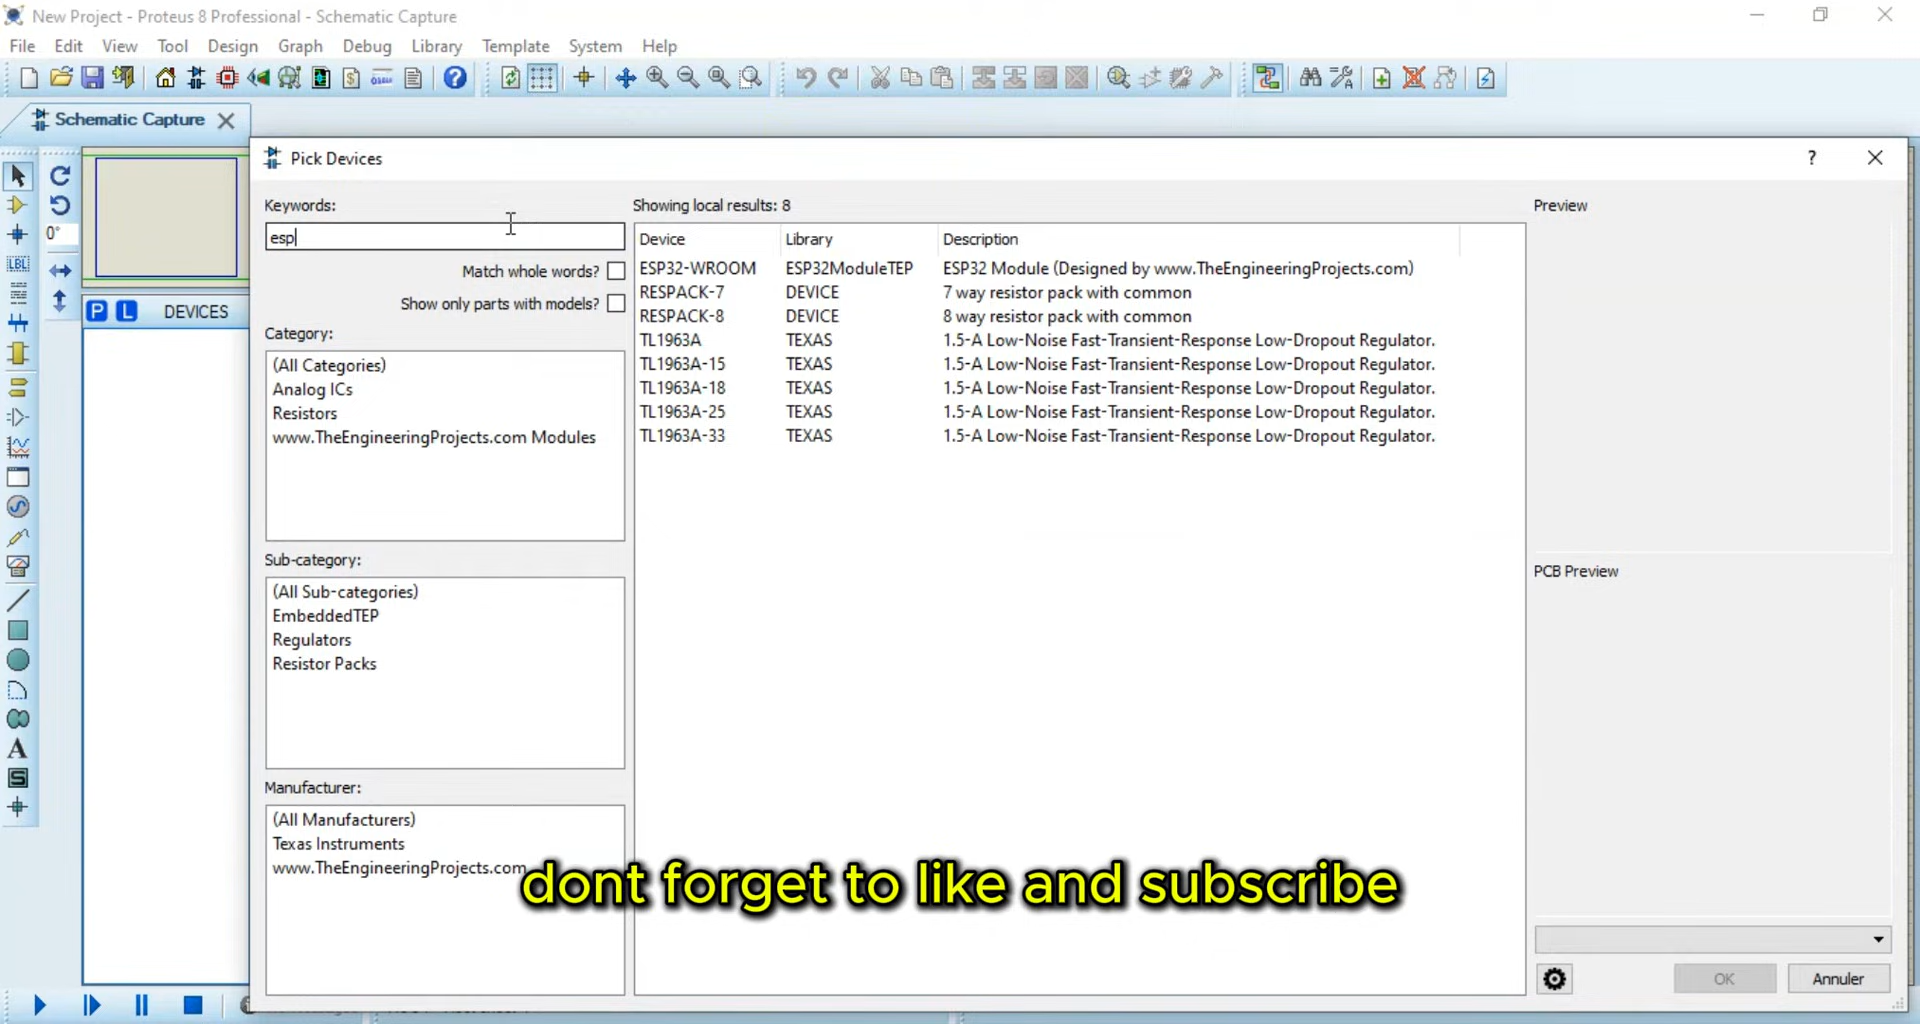 New Project - Proteus 8 Professional - Schematic Capture
File Edit View Tool Design Graph Debug Library Template System Help
Schematic Capture
Pick Devices
Keywords:
esp
Match whole words?
Show only parts with models?
Category:
(All Categories)
Analog ICs
Resistors
www.TheEngineeringProjects.com Modules
Sub-category:
(All Sub-categories)
EmbeddedTEP
Regulators
Resistor Packs
Manufacturer:
(All Manufacturers)
Texas Instruments
www.TheEngineeringProjects.com
Showing local results: 8
Device Library Description
ESP32-WROOM ESP32ModuleTEP ESP32 Module (Designed by www.TheEngineeringProjects.com)
RESPACK-7 DEVICE 7 way resistor pack with common
RESPACK-8 DEVICE 8 way resistor pack with common
TL1963A TEXAS 1.5-A Low-Noise Fast-Transient-Response Low-Dropout Regulator.
TL1963A-15 TEXAS 1.5-A Low-Noise Fast-Transient-Response Low-Dropout Regulator.
TL1963A-18 TEXAS 1.5-A Low-Noise Fast-Transient-Response Low-Dropout Regulator.
TL1963A-25 TEXAS 1.5-A Low-Noise Fast-Transient-Response Low-Dropout Regulator.
TL1963A-33 TEXAS 1.5-A Low-Noise Fast-Transient-Response Low-Dropout Regulator.
Preview
PCB Preview
OK Annuler
0°
LBL
P L DEVICES
A
S
dont forget to like and subscribe